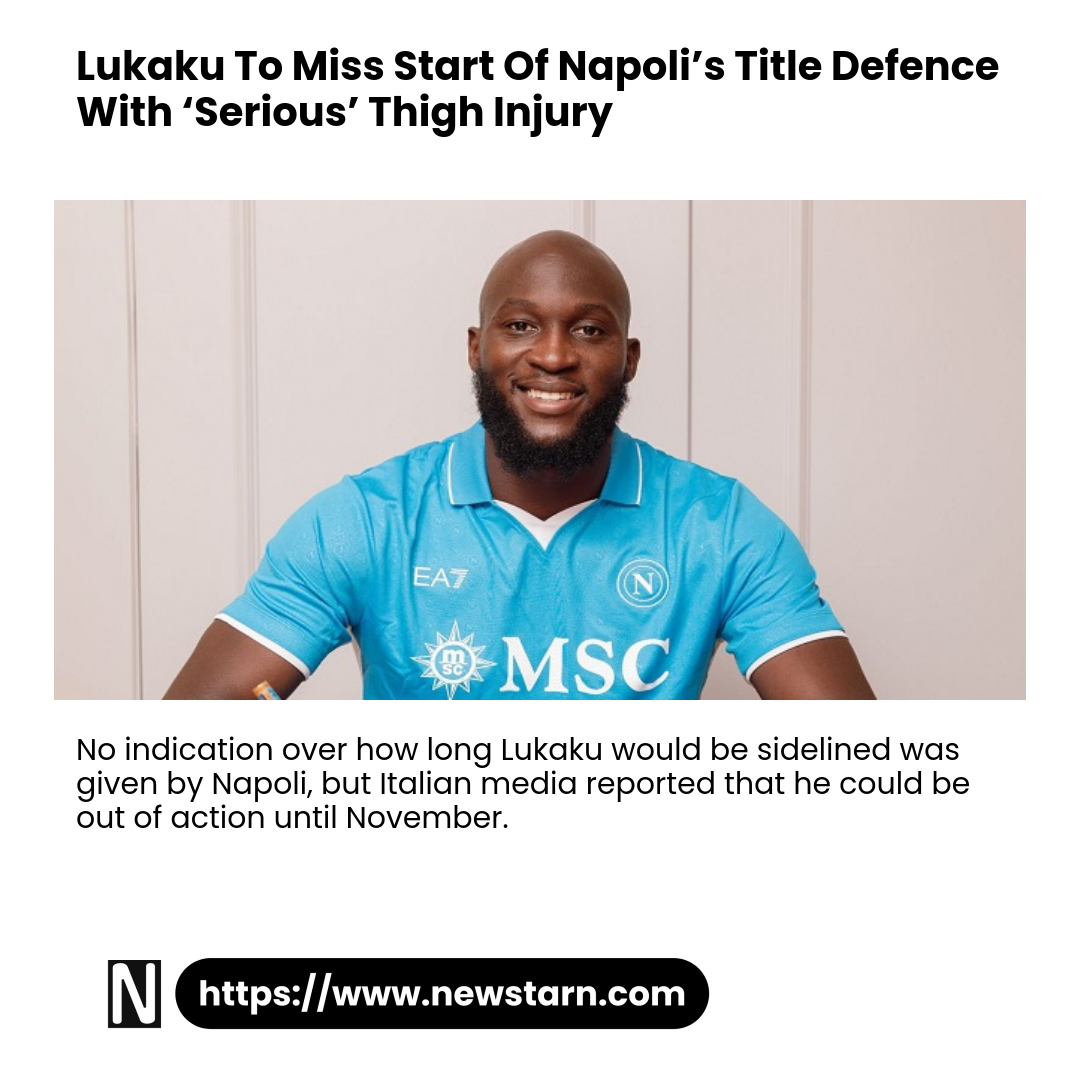 Lukaku To Miss Start Of Napoli’s Title Defence
With ‘Serious’ Thigh Injury
EA7
N
m
sc
MSC
No indication over how long Lukaku would be sidelined was
given by Napoli, but Italian media reported that he could be
out of action until November.
N
https://www.newstarn.com